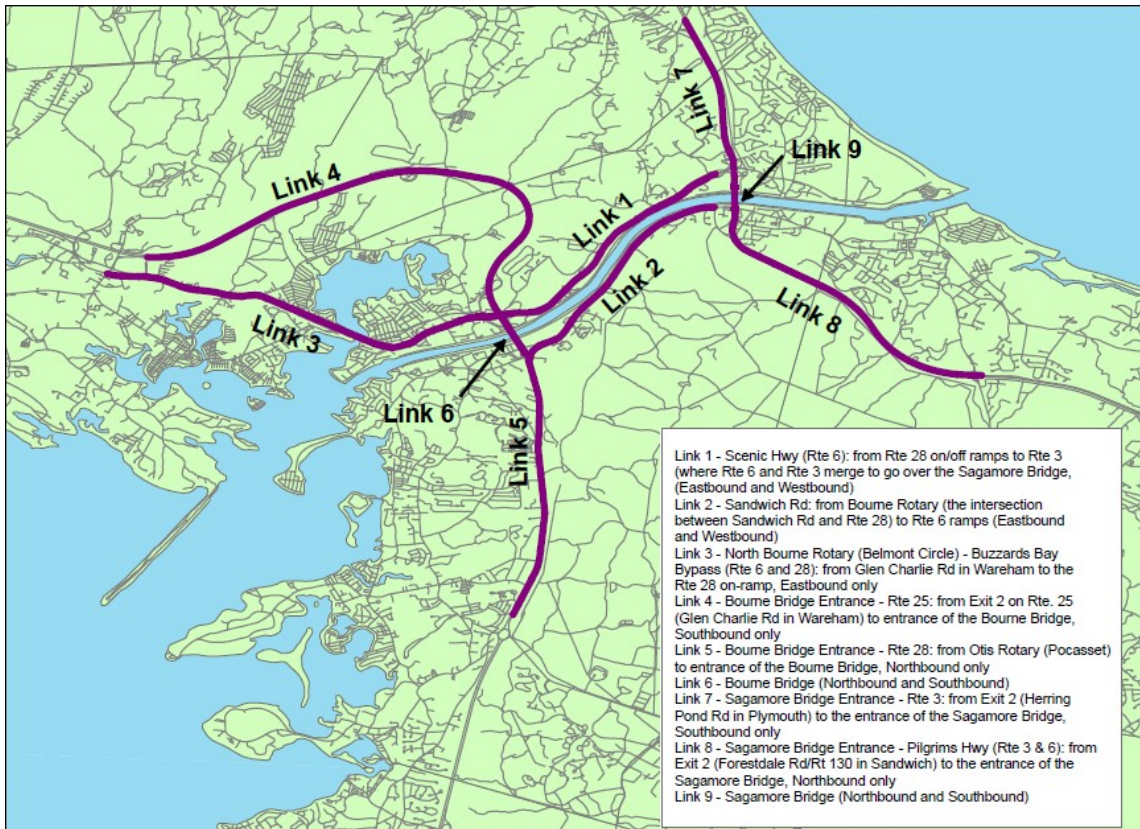 Link 7
Link 9
Link 4
Link 1
Link 2
Link 3
Link 8
Link 6
Link 5
Link 1 - Scenic Hwy (Rte 6): from Rte 28 on/off ramps to Rte 3
(where Rte 6 and Rte 3 merge to go over the Sagamore Bridge,
(Eastbound and Westbound)
Link 2 - Sandwich Rd: from Bourne Rotary (the intersection
between Sandwich Rd and Rte 28) to Rte 6 ramps (Eastbound
and Westbound)
Link 3 - North Bourne Rotary (Belmont Circle) - Buzzards Bay
Bypass (Rte 6 and 28): from Glen Charlie Rd in Wareham to the
Rte 28 on-ramp, Eastbound only
Link 4 - Bourne Bridge Entrance - Rte 25: from Exit 2 on Rte. 25
(Glen Charlie Rd in Wareham) to entrance of the Bourne Bridge,
Southbound only
Link 5 - Bourne Bridge Entrance - Rte 28: from Otis Rotary (Pocasset)
to entrance of the Bourne Bridge, Northbound only
Link 6 - Bourne Bridge (Northbound and Southbound)
Link 7 - Sagamore Bridge Entrance - Rte 3: from Exit 2 (Herring
Pond Rd in Plymouth) to the entrance of the Sagamore Bridge,
Southbound only
Link 8 - Sagamore Bridge Entrance - Pilgrims Hwy (Rte 3 & 6): from
Exit 2 (Forestdale Rd/Rt 130 in Sandwich) to the entrance of the
Sagamore Bridge, Northbound only
Link 9 - Sagamore Bridge (Northbound and Southbound)